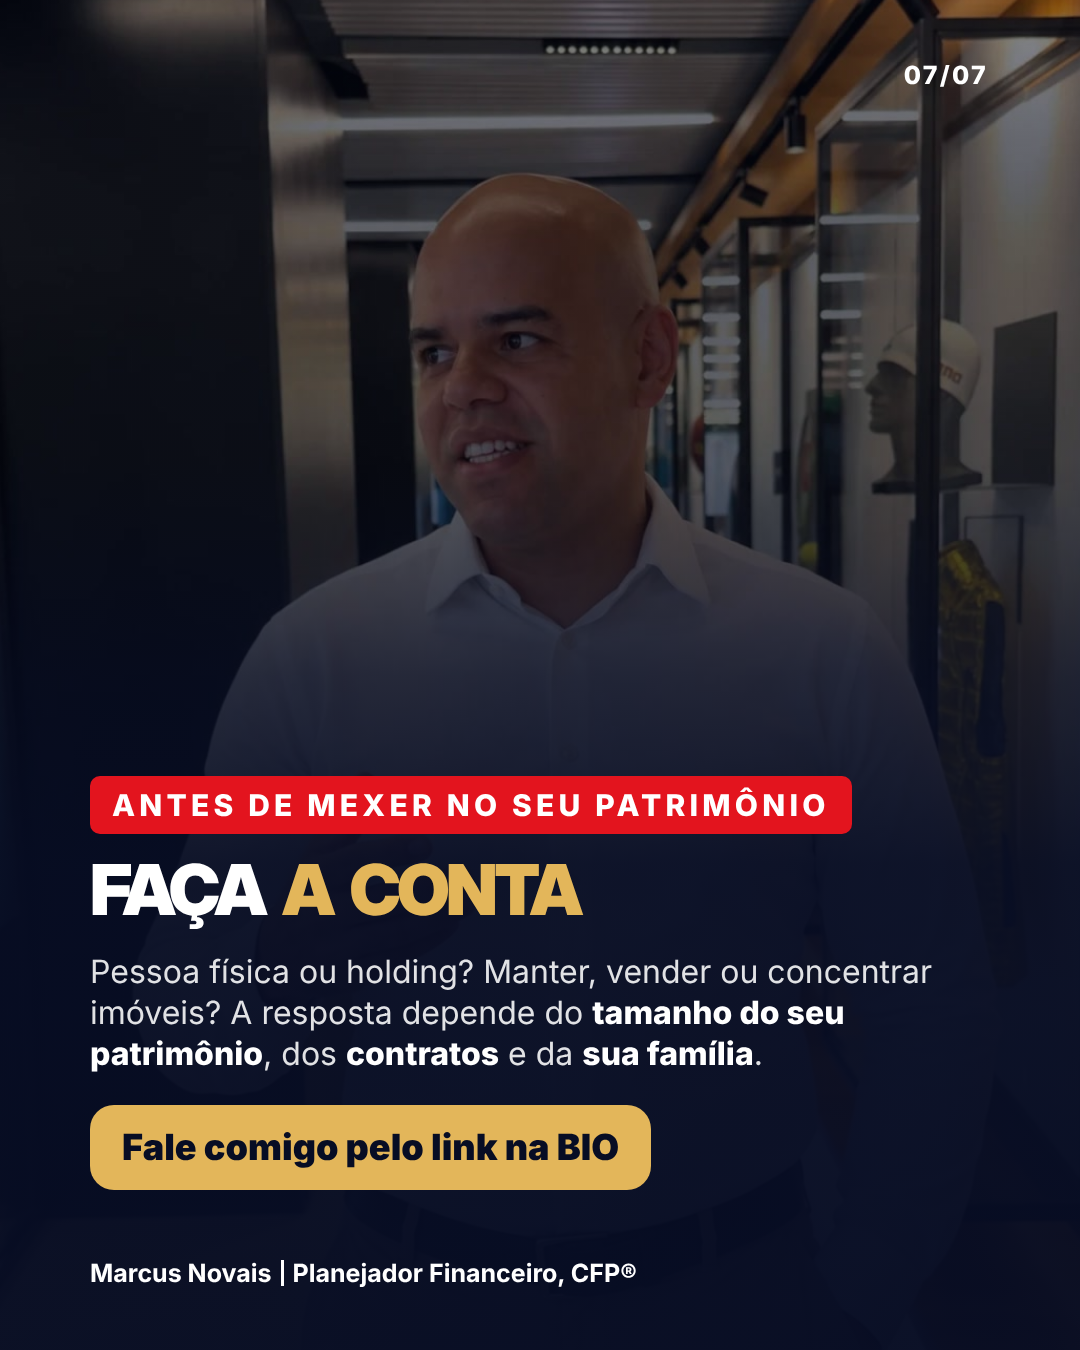 07/07
ANTES DE MEXER NO SEU PATRIMÔNIO
FAÇA A CONTA
Pessoa física ou holding? Manter, vender ou concentrar
imóveis? A resposta depende do tamanho do seu
patrimônio, dos contratos e da sua família.
Fale comigo pelo link na BIO
Marcus Novais | Planejador Financeiro, CFP®